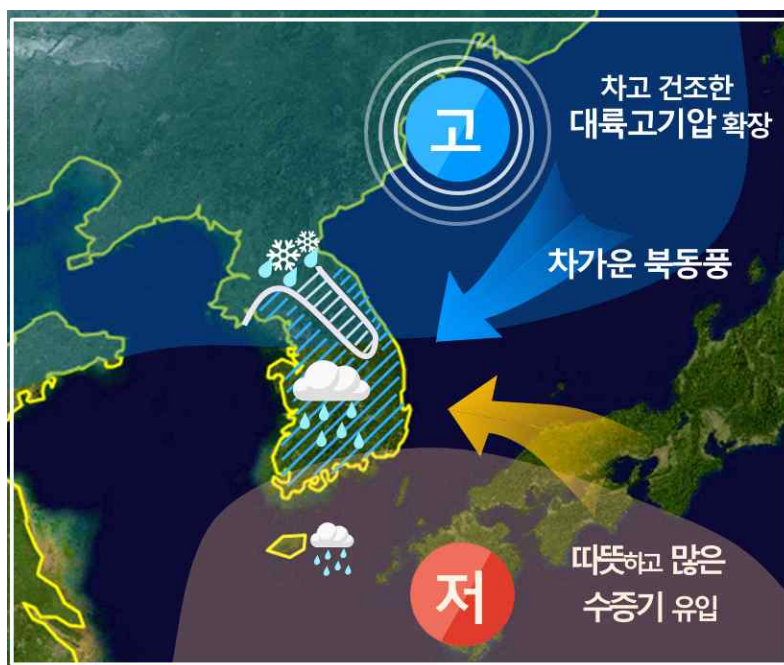 고
차고 건조한
대륙고기압 확장
차가운 북동풍
저
따뜻하고 많은
수증기 유입